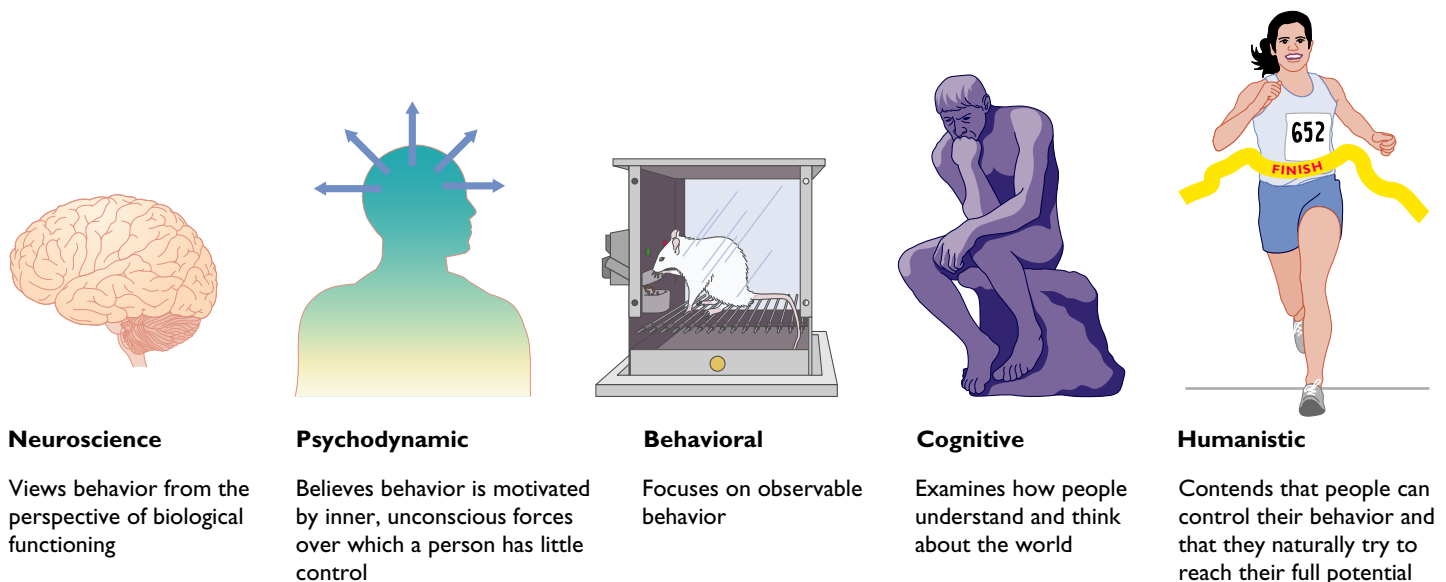 652
FINISH
Neuroscience
Views behavior from the
perspective of biological
functioning
Psychodynamic
Believes behavior is motivated
by inner, unconscious forces
over which a person has little
control
Behavioral
Focuses on observable
behavior
Cognitive
Examines how people
understand and think
about the world
Humanistic
Contends that people can
control their behavior and
that they naturally try to
reach their full potential